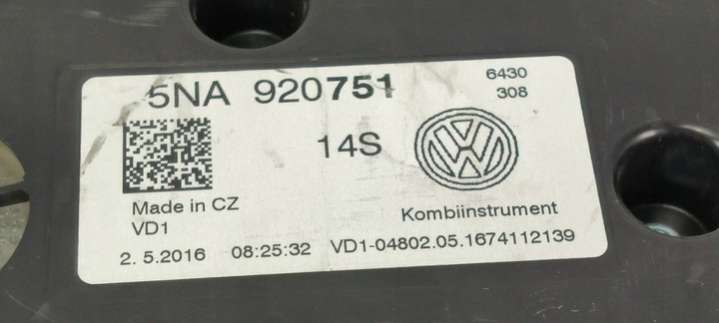 5NA 920751
6430
308
14S
Made in CZ
VD1
Kombiinstrument
2. 5.2016 08:25:32 VD1-04802.05.1674112139